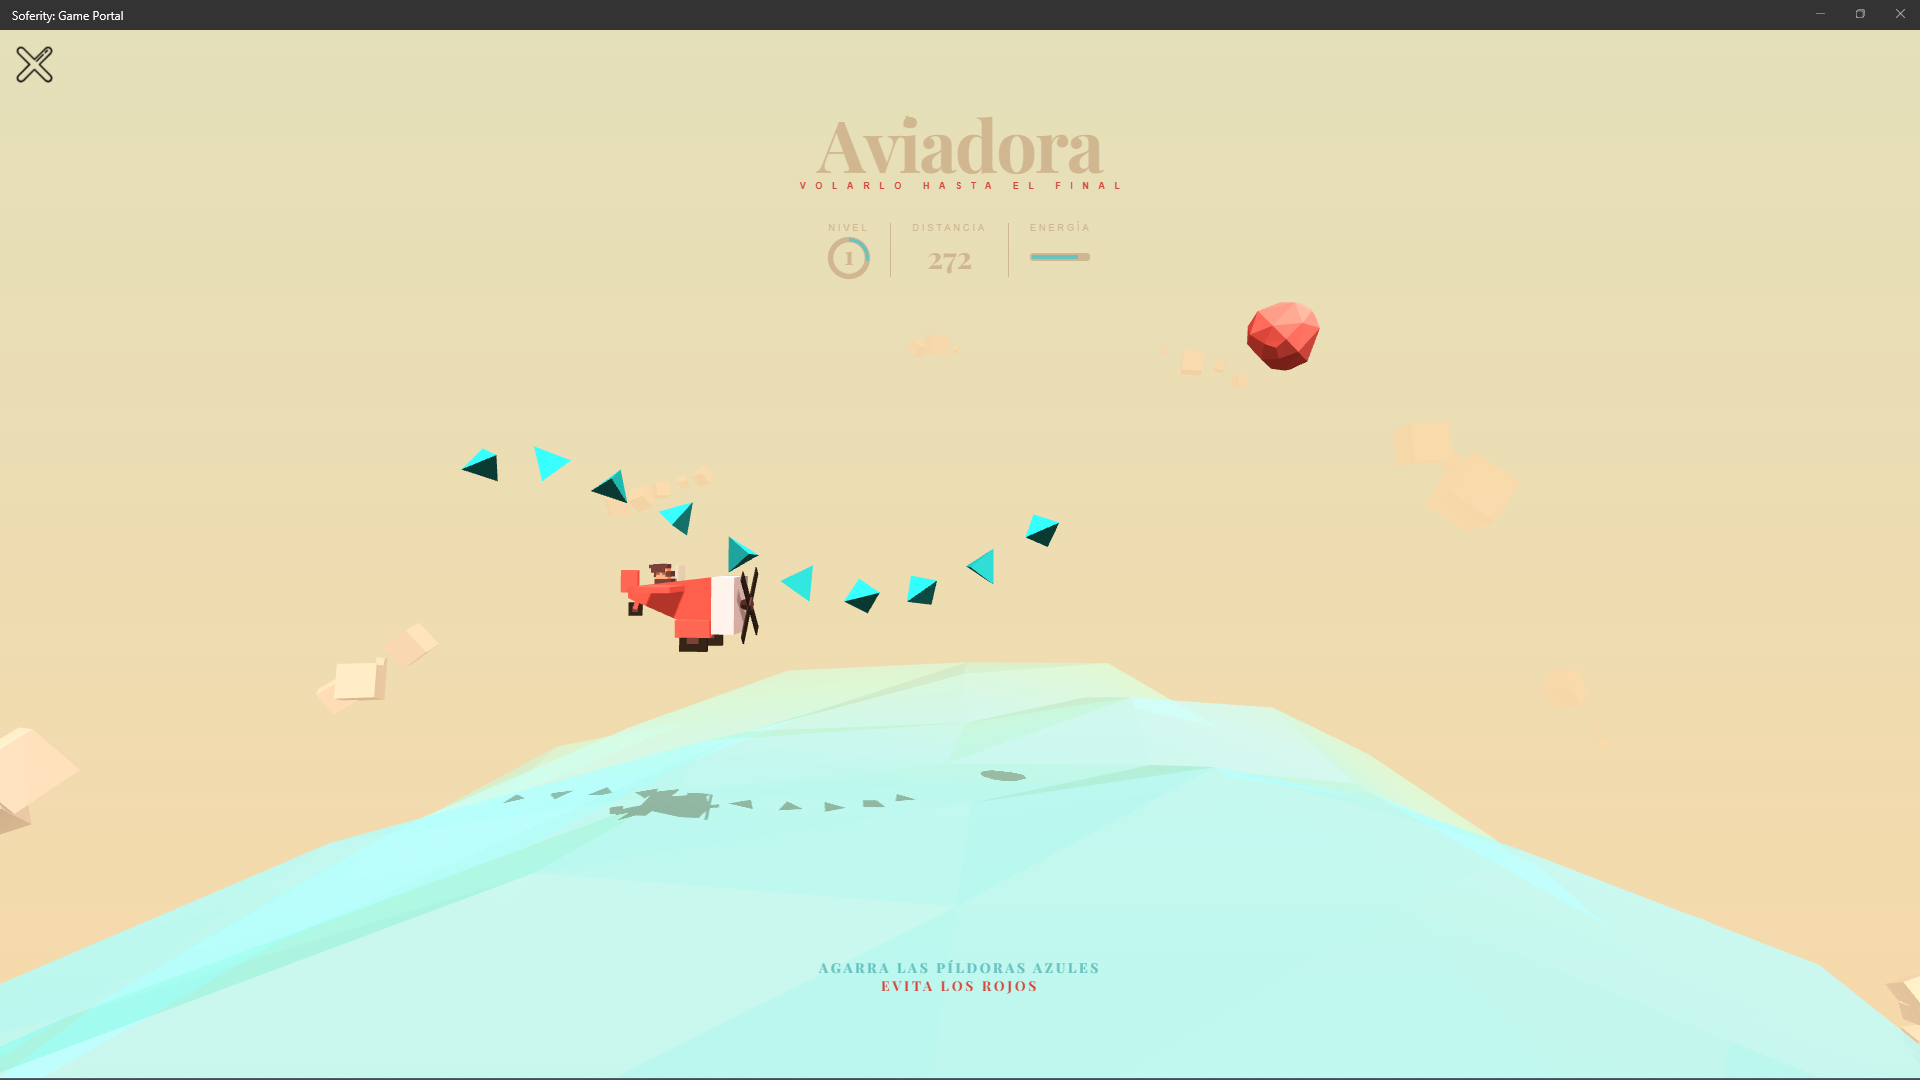 Soferity: Game Portal
Aviadora
VOLARLO HASTA EL FINAL
NIVEL DISTANCIA ENERGÍA
1 272
AGARRA LAS PÍLDORAS AZULES
EVITA LOS ROJOS